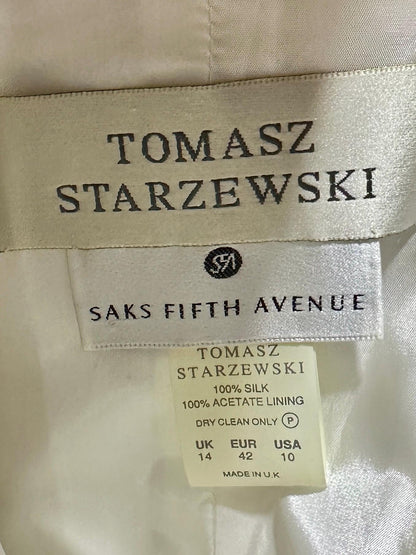 TOMASZ
STARZEWSKI
SFA
SAKS FIFTH AVENUE
TOMASZ
STARZEWSKI
100% SILK
100% ACETATE LINING
DRY CLEAN ONLY Ⓟ
UK EUR USA
14 42 10
MADE IN U.K